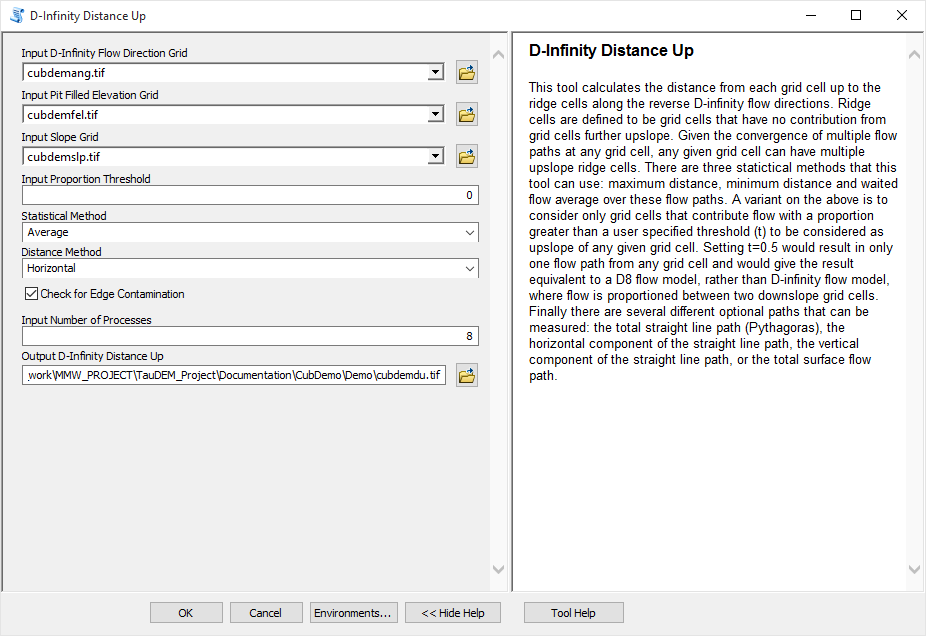 D-Infinity Distance Up
Input D-Infinity Flow Direction Grid
cubdemang.tif
Input Pit Filled Elevation Grid
cubdemfel.tif
Input Slope Grid
cubdemslp.tif
Input Proportion Threshold
0
Statistical Method
Average
Distance Method
Horizontal
Check for Edge Contamination
Input Number of Processes
8
Output D-Infinity Distance Up
work\MMW_PROJECT\TauDEM_Project\Documentation\CubDemo\Demo\cubdemdu.tif
D-Infinity Distance Up
This tool calculates the distance from each grid cell up to the
ridge cells along the reverse D-infinity flow directions. Ridge
cells are defined to be grid cells that have no contribution from
grid cells further upslope. Given the convergence of multiple flow
paths at any grid cell, any given grid cell can have multiple
upslope ridge cells. There are three statictical methods that this
tool can use: maximum distance, minimum distance and waited
flow average over these flow paths. A variant on the above is to
consider only grid cells that contribute flow with a proportion
greater than a user specified threshold (t) to be considered as
upslope of any given grid cell. Setting t=0.5 would result in only
one flow path from any grid cell and would give the result
equivalent to a D8 flow model, rather than D-infinity flow model,
where flow is proportioned between two downslope grid cells.
Finally there are several different optional paths that can be
measured: the total straight line path (Pythagoras), the
horizontal component of the straight line path, the vertical
component of the straight line path, or the total surface flow
path.
OK
Cancel
Environments...
<< Hide Help
Tool Help